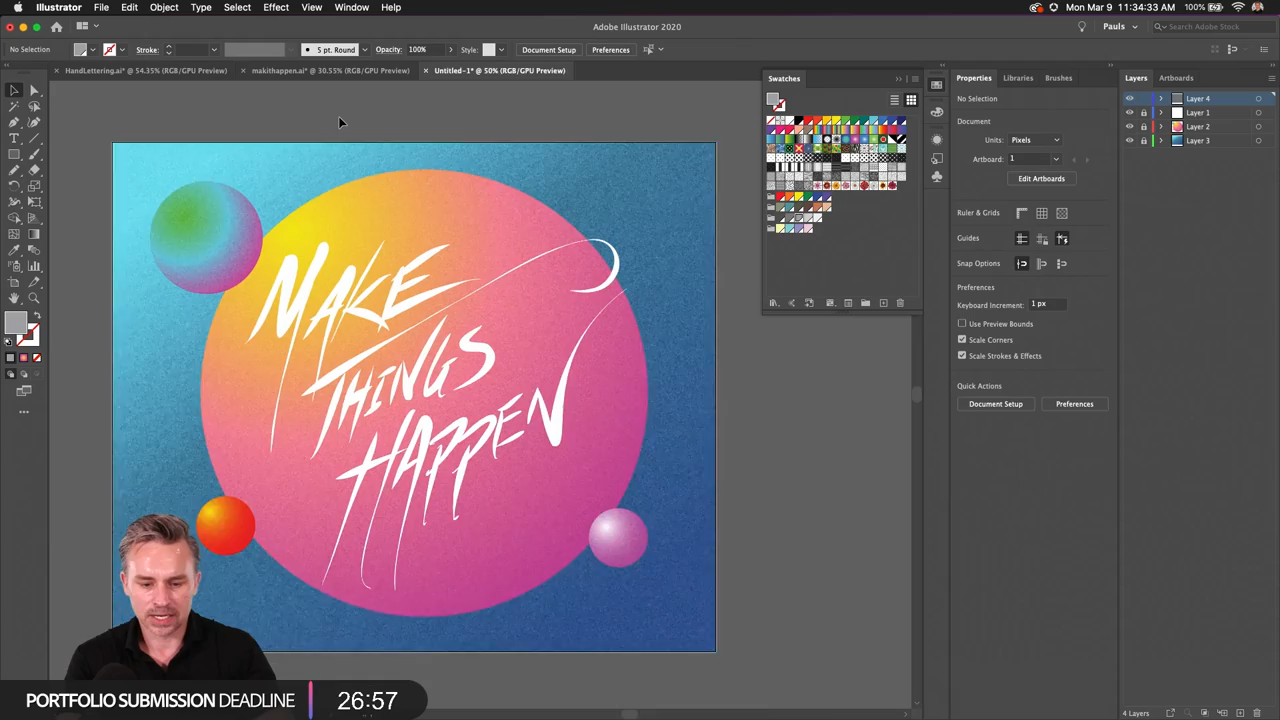 Illustrator File Edit Object Type Select Effect View Window Help
100% Mon Mar 9 11:34:33
Adobe Illustrator 2020
Pauls Search Adobe Stock
No Selection Stroke: 5 pt. Round Opacity: 100% Style: Document Setup Preferences
HandLettering.ai* @ 54.35% (RGB/GPU Preview) makithappen.ai* @ 30.55% (RGB/GPU Preview) Untitled-1* @ 50% (RGB/GPU Preview)
Swatches
Properties Libraries Brushes
No Selection
Document
Units: Pixels
Artboard: 1
Edit Artboards
Ruler & Grids
Guides
Snap Options
Preferences
Keyboard Increment: 1 px
Use Preview Bounds
Scale Corners
Scale Strokes & Effects
Quick Actions
Document Setup Preferences
Layers Artboards
Layer 4
Layer 1
Layer 2
Layer 3
4 Layers
MAKE
THINGS
HAPPEN
PORTFOLIO SUBMISSION DEADLINE 26:57